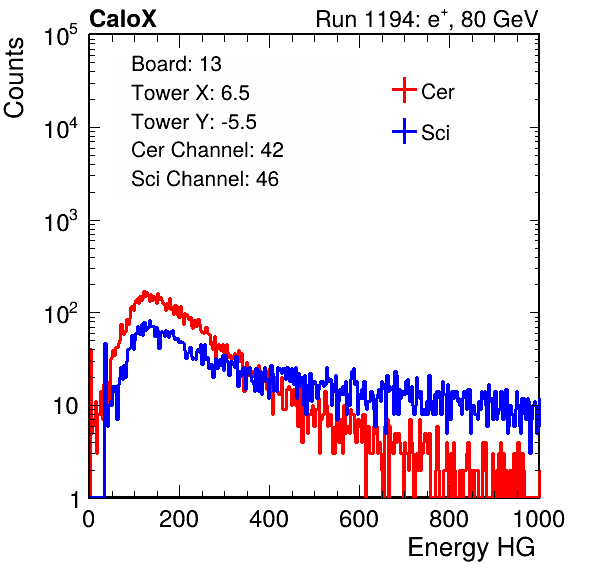 CaloX Run 1194: e⁺, 80 GeV
Counts
10⁵
10⁴
10³
10²
10
1
Board: 13
Tower X: 6.5
Tower Y: -5.5
Cer Channel: 42
Sci Channel: 46
Cer
Sci
0 200 400 600 800 1000
Energy HG